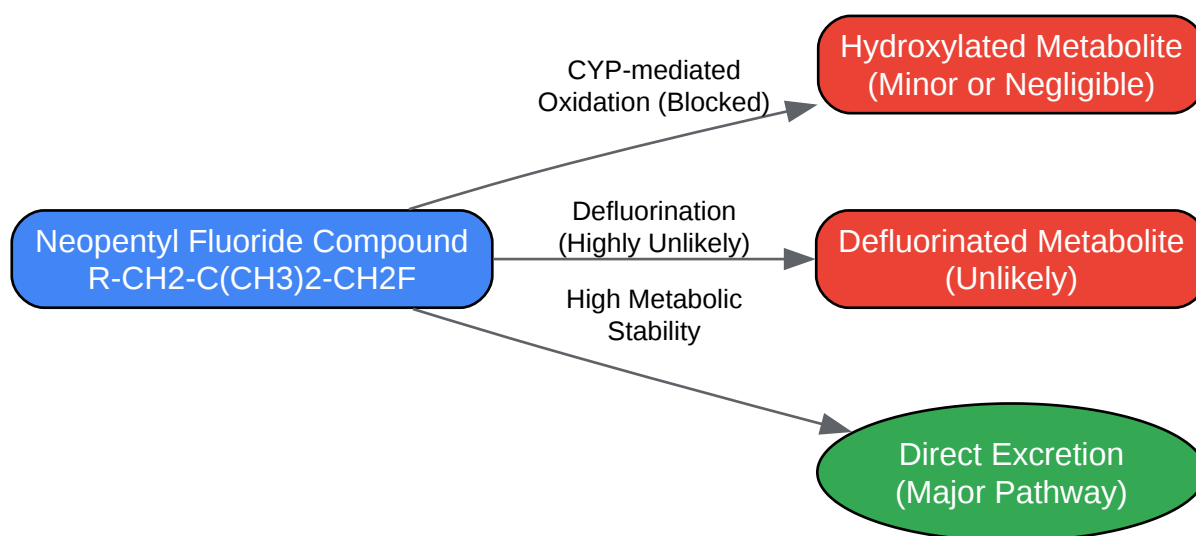 Neopentyl Fluoride Compound
R-CH2-C(CH3)2-CH2F
CYP-mediated
Oxidation (Blocked)
Hydroxylated Metabolite
(Minor or Negligible)
Defluorination
(Highly Unlikely)
Defluorinated Metabolite
(Unlikely)
High Metabolic
Stability
Direct Excretion
(Major Pathway)